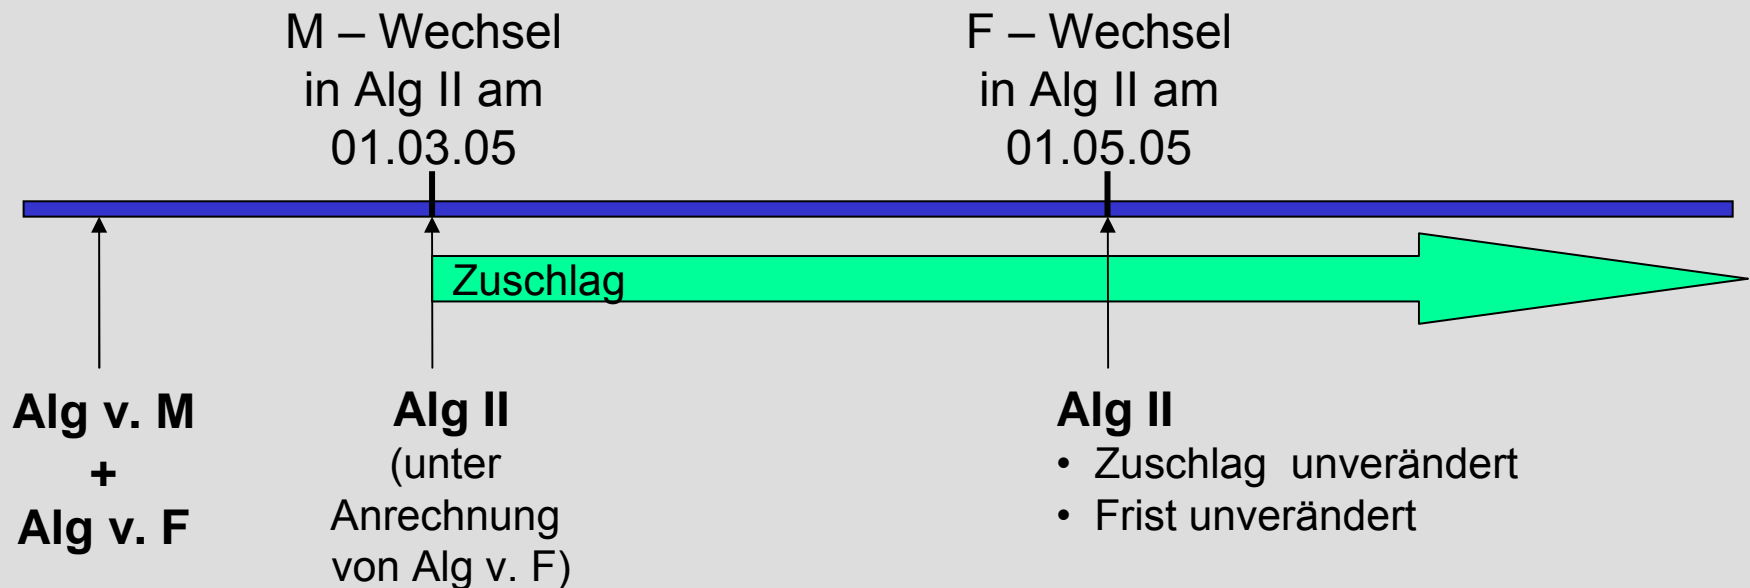 M – Wechsel
in Alg II am
01.03.05
F – Wechsel
in Alg II am
01.05.05
Zuschlag
Alg v. M
+
Alg v. F
Alg II
(unter
Anrechnung
von Alg v. F)
Alg II
• Zuschlag unverändert
• Frist unverändert